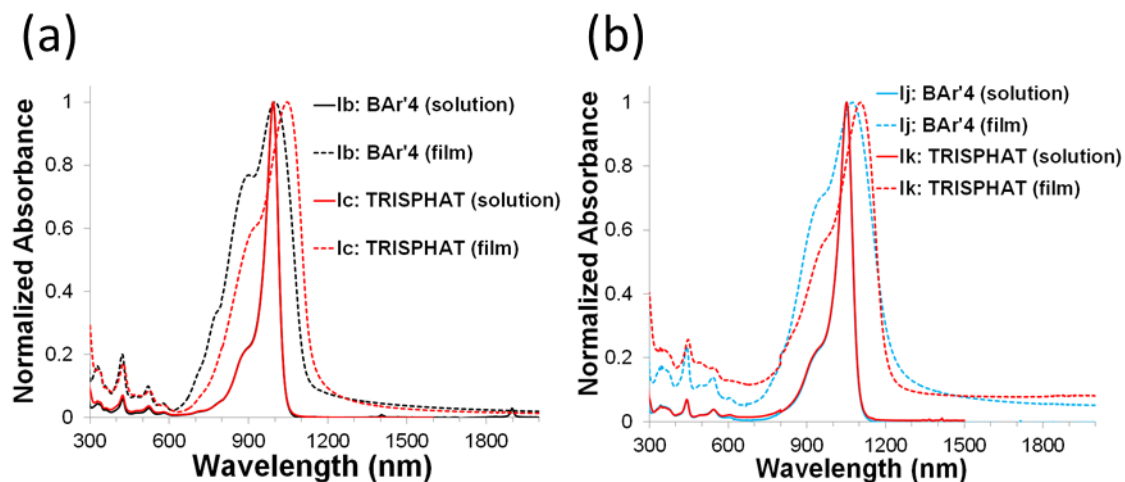 (a)
Normalized Absorbance
1
0.8
0.6
0.4
0.2
0
300 600 900 1200 1500 1800
Wavelength (nm)
Ib: BAr'4 (solution)
Ib: BAr'4 (film)
Ic: TRISPHAT (solution)
Ic: TRISPHAT (film)
(b)
Normalized Absorbance
1
0.8
0.6
0.4
0.2
0
300 600 900 1200 1500 1800
Wavelength (nm)
Ij: BAr'4 (solution)
Ij: BAr'4 (film)
Ik: TRISPHAT (solution)
Ik: TRISPHAT (film)